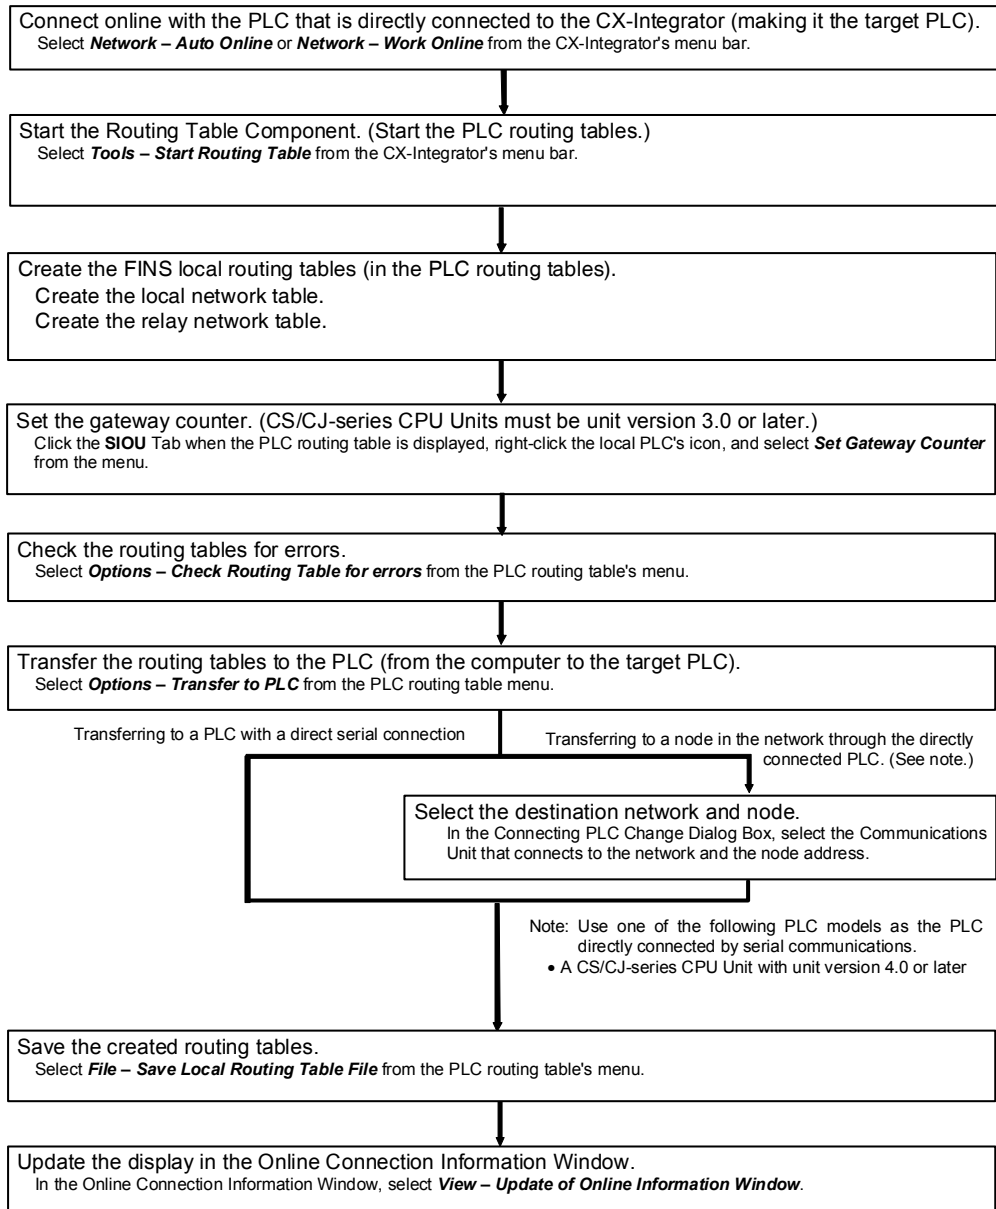 Connect online with the PLC that is directly connected to the CX-Integrator (making it the target PLC).
Select Network – Auto Online or Network – Work Online from the CX-Integrator's menu bar.
Start the Routing Table Component. (Start the PLC routing tables.)
Select Tools – Start Routing Table from the CX-Integrator's menu bar.
Create the FINS local routing tables (in the PLC routing tables).
Create the local network table.
Create the relay network table.
Set the gateway counter. (CS/CJ-series CPU Units must be unit version 3.0 or later.)
Click the SIOU Tab when the PLC routing table is displayed, right-click the local PLC's icon, and select Set Gateway Counter
from the menu.
Check the routing tables for errors.
Select Options – Check Routing Table for errors from the PLC routing table's menu.
Transfer the routing tables to the PLC (from the computer to the target PLC).
Select Options – Transfer to PLC from the PLC routing table menu.
Transferring to a PLC with a direct serial connection
Transferring to a node in the network through the directly
connected PLC. (See note.)
Select the destination network and node.
In the Connecting PLC Change Dialog Box, select the Communications
Unit that connects to the network and the node address.
Note: Use one of the following PLC models as the PLC
directly connected by serial communications.
• A CS/CJ-series CPU Unit with unit version 4.0 or later
Save the created routing tables.
Select File – Save Local Routing Table File from the PLC routing table's menu.
Update the display in the Online Connection Information Window.
In the Online Connection Information Window, select View – Update of Online Information Window.